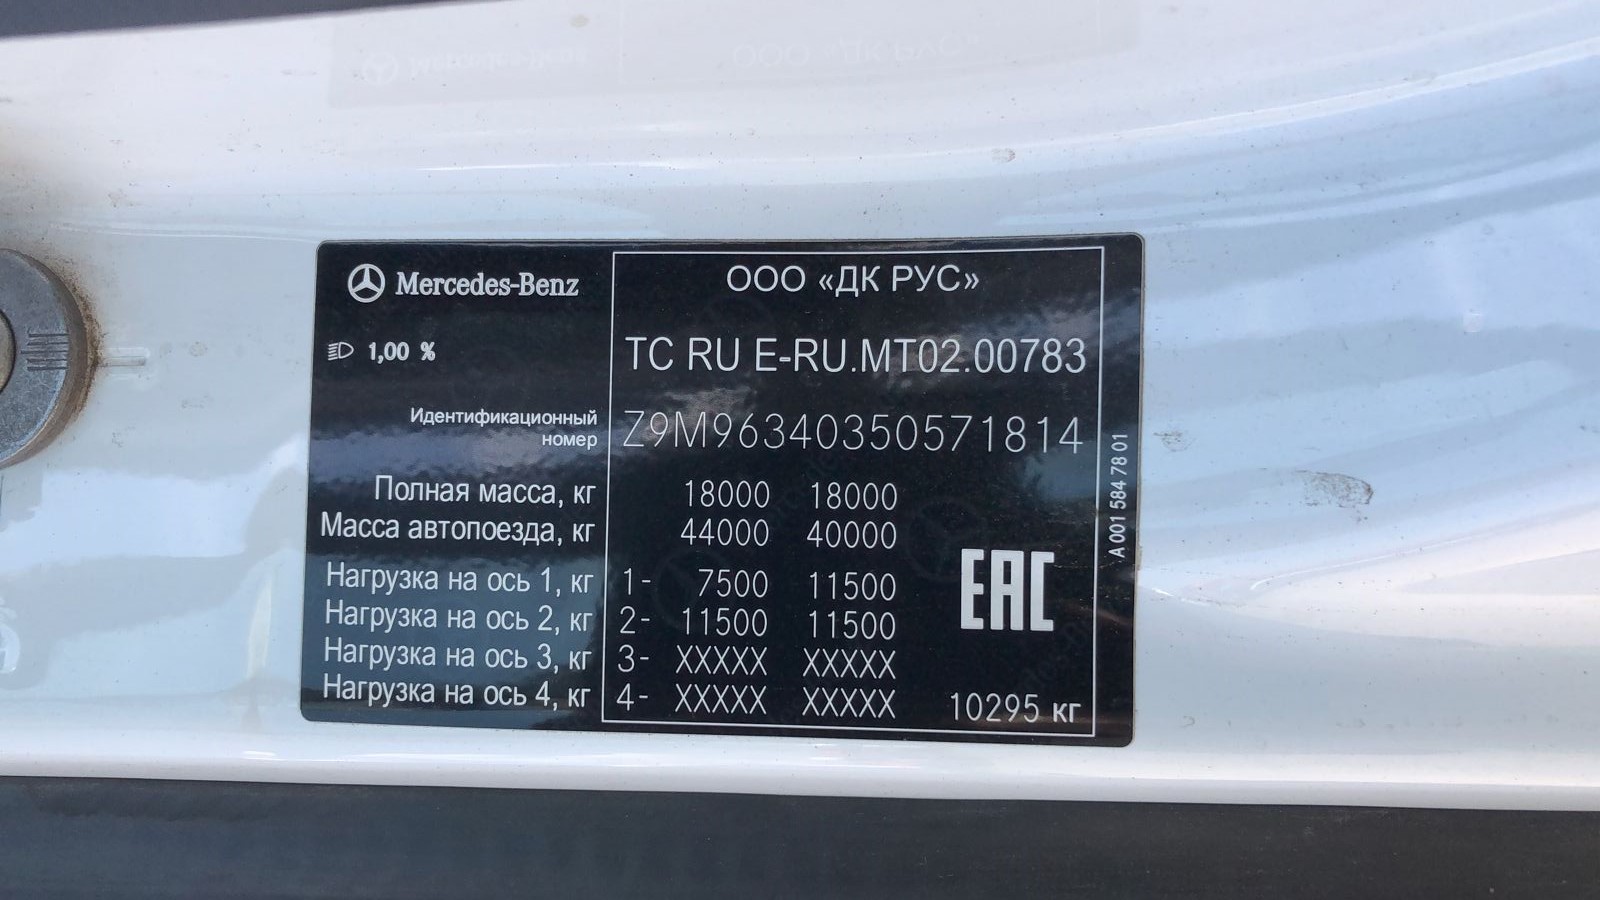 Mercedes-Benz
ООО «ДК РУС»
1,00 %
TC RU E-RU.MT02.00783
Идентификационный
номер
Z9M96340350571814
Полная масса, кг 18000 18000
Масса автопоезда, кг 44000 40000
Нагрузка на ось 1, кг 1- 7500 11500
Нагрузка на ось 2, кг 2- 11500 11500
Нагрузка на ось 3, кг 3- XXXXX XXXXX
Нагрузка на ось 4, кг 4- XXXXX XXXXX
EAC
10295 кг
A 001 584 78 01